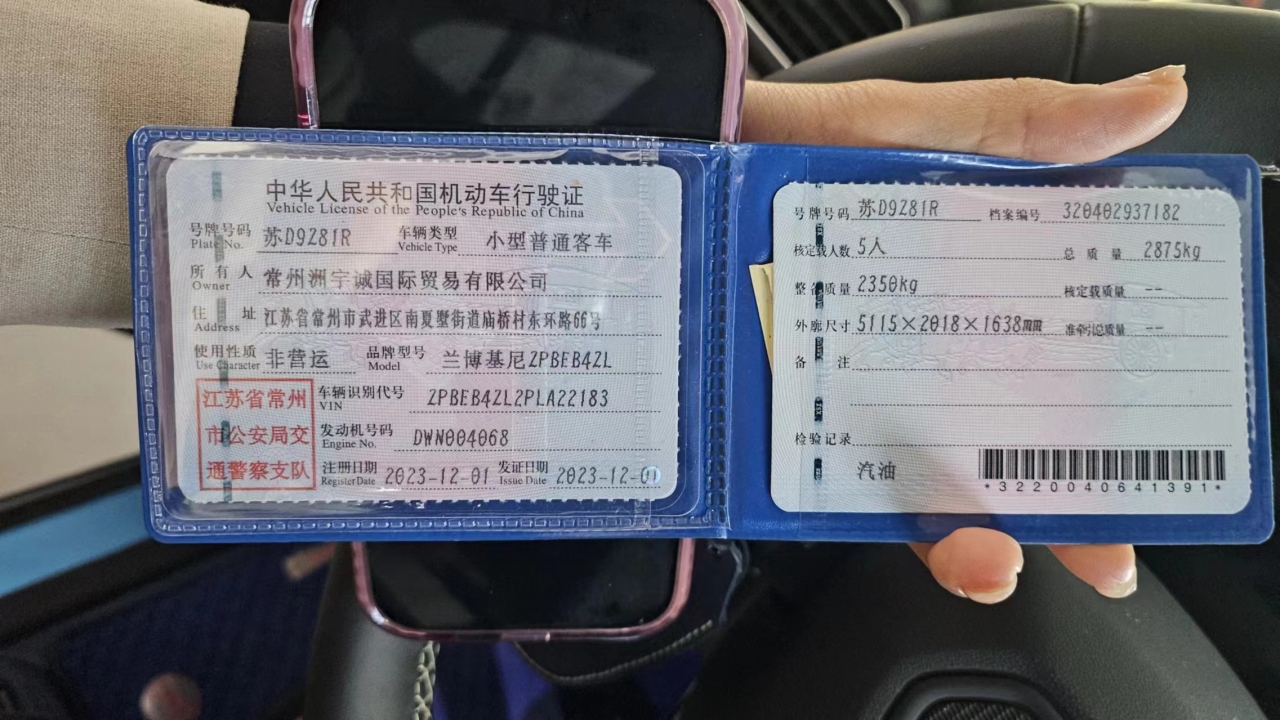 中华人民共和国机动车行驶证
Vehicle License of the People's Republic of China
号牌号码 苏D9Z81R 车辆类型 小型普通客车
Plate No. Vehicle Type
所有人 常州洲宇诚国际贸易有限公司
Owner
住址 江苏省常州市武进区南夏墅街道庙桥村东环路66号
Address
使用性质 非营运 品牌型号 兰博基尼ZPBEB4ZL
Use Character Model
江苏省常州
市公安局交
通警察支队
车辆识别代号 ZPBEB4ZL2PLA22183
VIN
发动机号码 DWN004068
Engine No.
注册日期 2023-12-01 发证日期 2023-12-01
Register Date Issue Date
号牌号码 苏D9Z81R 档案编号 320402937182
核定载人数 5人 总质量 2875kg
整备质量 2350kg 核定载质量 --
外廓尺寸 5115×2018×1638mm 准牵引总质量 --
备注
检验记录
汽油
*3220040641391*